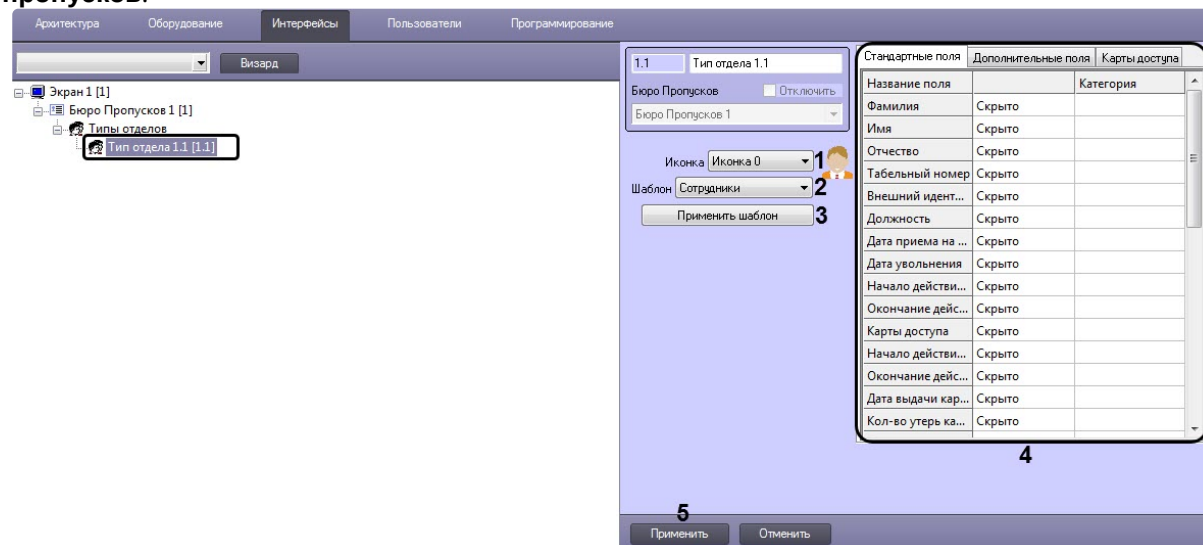 пропусков.
Архитектура Оборудование Интерфейсы Пользователи Программирование
Визард
Экран 1 [1]
Бюро Пропусков 1 [1]
Типы отделов
Тип отдела 1.1 [1.1]
1.1 Тип отдела 1.1
Бюро Пропусков Отключить
Бюро Пропусков 1
Иконка Иконка 0 1
Шаблон Сотрудники 2
Применить шаблон 3
Стандартные поля Дополнительные поля Карты доступа
Название поля Категория
Фамилия Скрыто
Имя Скрыто
Отчество Скрыто
Табельный номер Скрыто
Внешний идент... Скрыто
Должность Скрыто
Дата приема на ... Скрыто
Дата увольнения Скрыто
Начало действи... Скрыто
Окончание дейс... Скрыто
Карты доступа Скрыто
Начало действи... Скрыто
Окончание дейс... Скрыто
Дата выдачи кар... Скрыто
Кол-во утерь ка... Скрыто
4
5
Применить Отменить